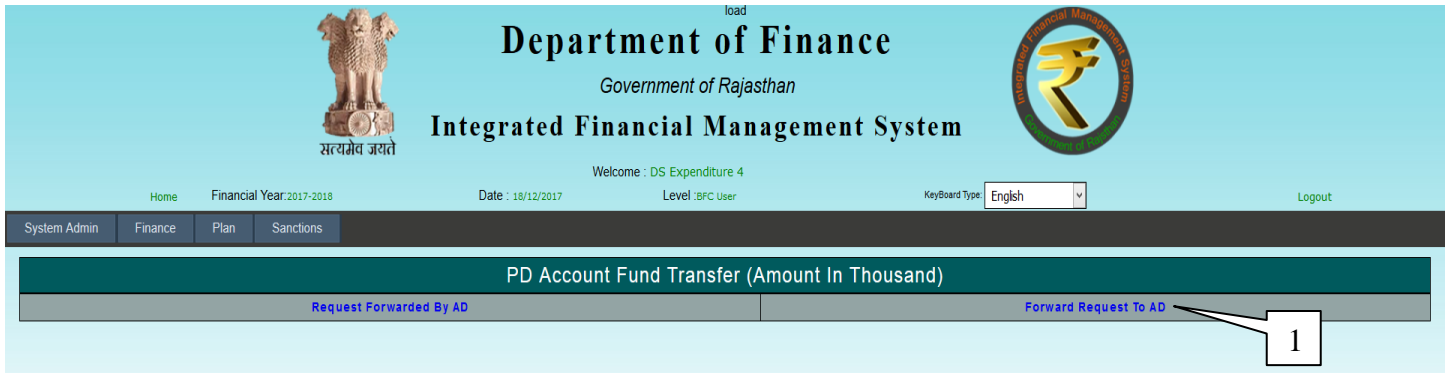 load
Department of Finance
Government of Rajasthan
Integrated Financial Management System
सत्यमेव जयते
Integrated Financial Management System
Government of Rajasthan
Welcome : DS Expenditure 4
Home Financial Year:2017-2018 Date : 18/12/2017 Level :BFC User KeyBoard Type: English Logout
System Admin Finance Plan Sanctions
PD Account Fund Transfer (Amount In Thousand)
Request Forwarded By AD Forward Request To AD
1